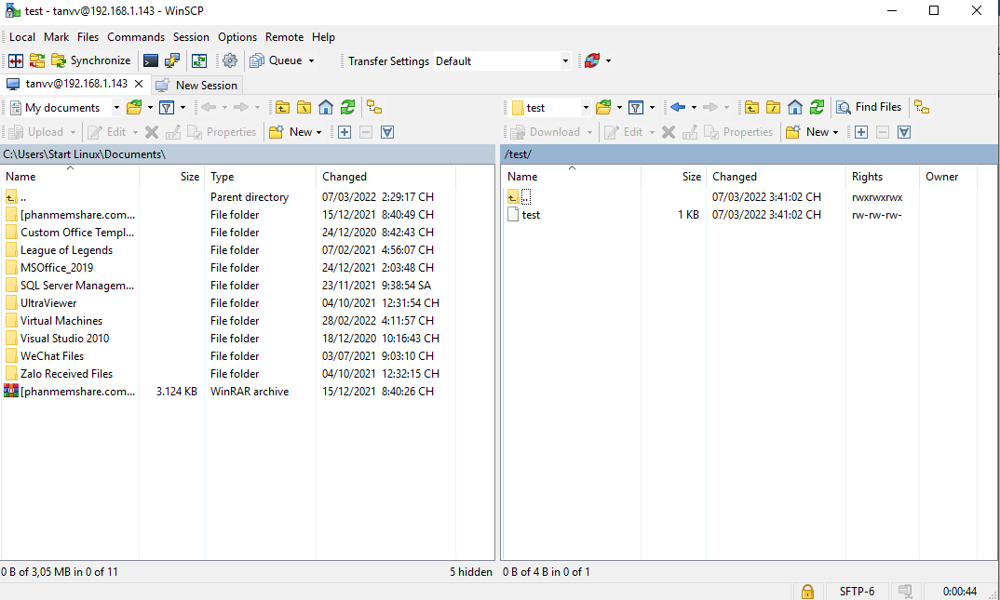 test - tanvv@192.168.1.143 - WinSCP
Local Mark Files Commands Session Options Remote Help
Synchronize Queue Transfer Settings Default
tanvv@192.168.1.143 New Session
My documents test Find Files
Upload Edit Properties New Download Edit Properties New
C:\Users\Start Linux\Documents\ /test/
Name Size Type Changed Name Size Changed Rights Owner
.. Parent directory 07/03/2022 2:29:17 CH .. 07/03/2022 3:41:02 CH rwxrwxrwx
[phanmemshare.com... File folder 15/12/2021 8:40:49 CH test 1 KB 07/03/2022 3:41:02 CH rw-rw-rw-
Custom Office Templ... File folder 24/12/2020 8:42:43 CH
League of Legends File folder 07/02/2021 4:56:07 CH
MSOffice_2019 File folder 24/12/2021 2:03:48 CH
SQL Server Managem... File folder 23/11/2021 9:38:54 SA
UltraViewer File folder 04/10/2021 12:31:54 CH
Virtual Machines File folder 28/02/2022 4:11:57 CH
Visual Studio 2010 File folder 18/12/2020 10:16:43 CH
WeChat Files File folder 03/07/2021 9:03:10 CH
Zalo Received Files File folder 04/10/2021 12:32:15 CH
[phanmemshare.com... 3.124 KB WinRAR archive 15/12/2021 8:40:26 CH
0 B of 3,05 MB in 0 of 11 5 hidden 0 B of 4 B in 0 of 1
SFTP-6 0:00:44